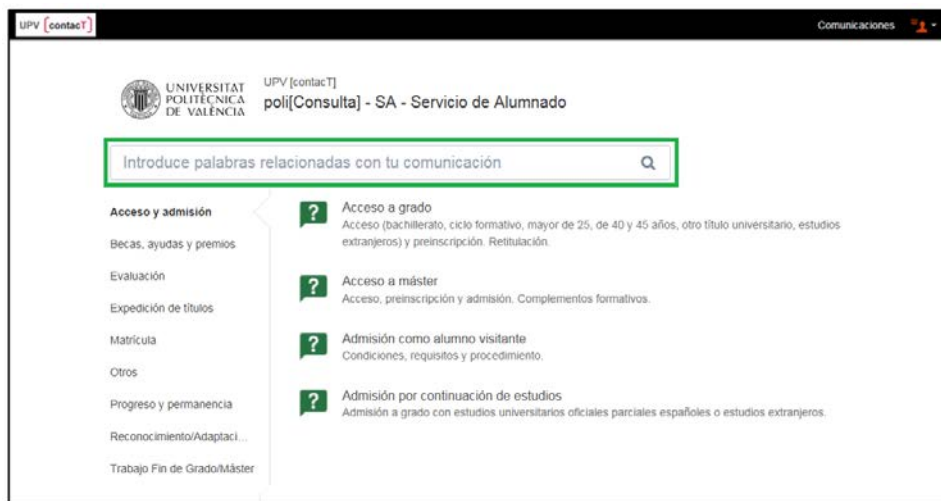 UPV [contacT]
Comunicaciones
UNIVERSITAT
POLITÈCNICA
DE VALÈNCIA
UPV [contacT]
poli[Consulta] - SA - Servicio de Alumnado
Introduce palabras relacionadas con tu comunicación
Acceso y admisión
Becas, ayudas y premios
Evaluación
Expedición de títulos
Matrícula
Otros
Progreso y permanencia
Reconocimiento/Adaptaci...
Trabajo Fin de Grado/Máster
Acceso a grado
Acceso (bachillerato, ciclo formativo, mayor de 25, de 40 y 45 años, otro título universitario, estudios
extranjeros) y preinscripción. Retitulación.
Acceso a máster
Acceso, preinscripción y admisión. Complementos formativos.
Admisión como alumno visitante
Condiciones, requisitos y procedimiento.
Admisión por continuación de estudios
Admisión a grado con estudios universitarios oficiales parciales españoles o estudios extranjeros.